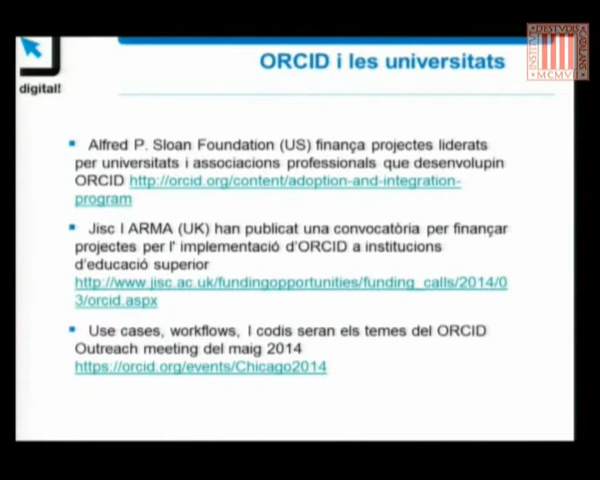 INSTITVT
D'ESTVDIS
CATALANS
MCMVII
digital!
ORCID i les universitats
Alfred P. Sloan Foundation (US) finança projectes liderats
per universitats i associacions professionals que desenvolupin
ORCID http://orcid.org/content/adoption-and-integration-
program
Jisc I ARMA (UK) han publicat una convocatòria per finançar
projectes per l' implementació d'ORCID a institucions
d'educació superior
http://www.jisc.ac.uk/fundingopportunities/funding_calls/2014/0
3/orcid.aspx
Use cases, workflows, I codis seran els temes del ORCID
Outreach meeting del maig 2014
https://orcid.org/events/Chicago2014